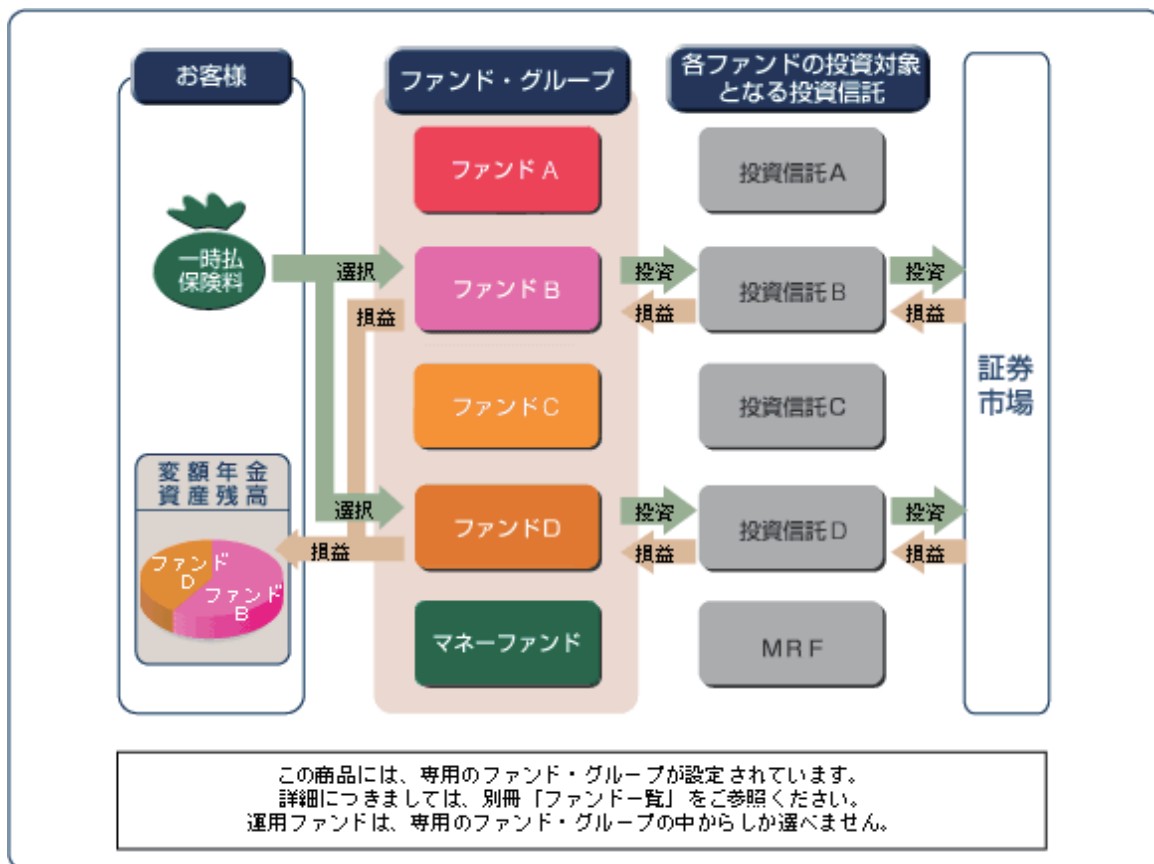 お客様
ファンド・グループ
各ファンドの投資対象
となる投資信託
ファンドA
投資信託A
一時払
保険料
選択
ファンドB
投資
投資信託B
投資
損益
損益
損益
証券
市場
ファンドC
投資信託C
変額年金
資産残高
選択
ファンドD
投資
投資信託D
投資
損益
損益
損益
ファンド
D
ファンド
B
マネーファンド
MRF
この商品には、専用のファンド・グループが設定されています。
詳細につきましては、別冊「ファンド一覧」をご参照ください。
運用ファンドは、専用のファンド・グループの中からしか選べません。